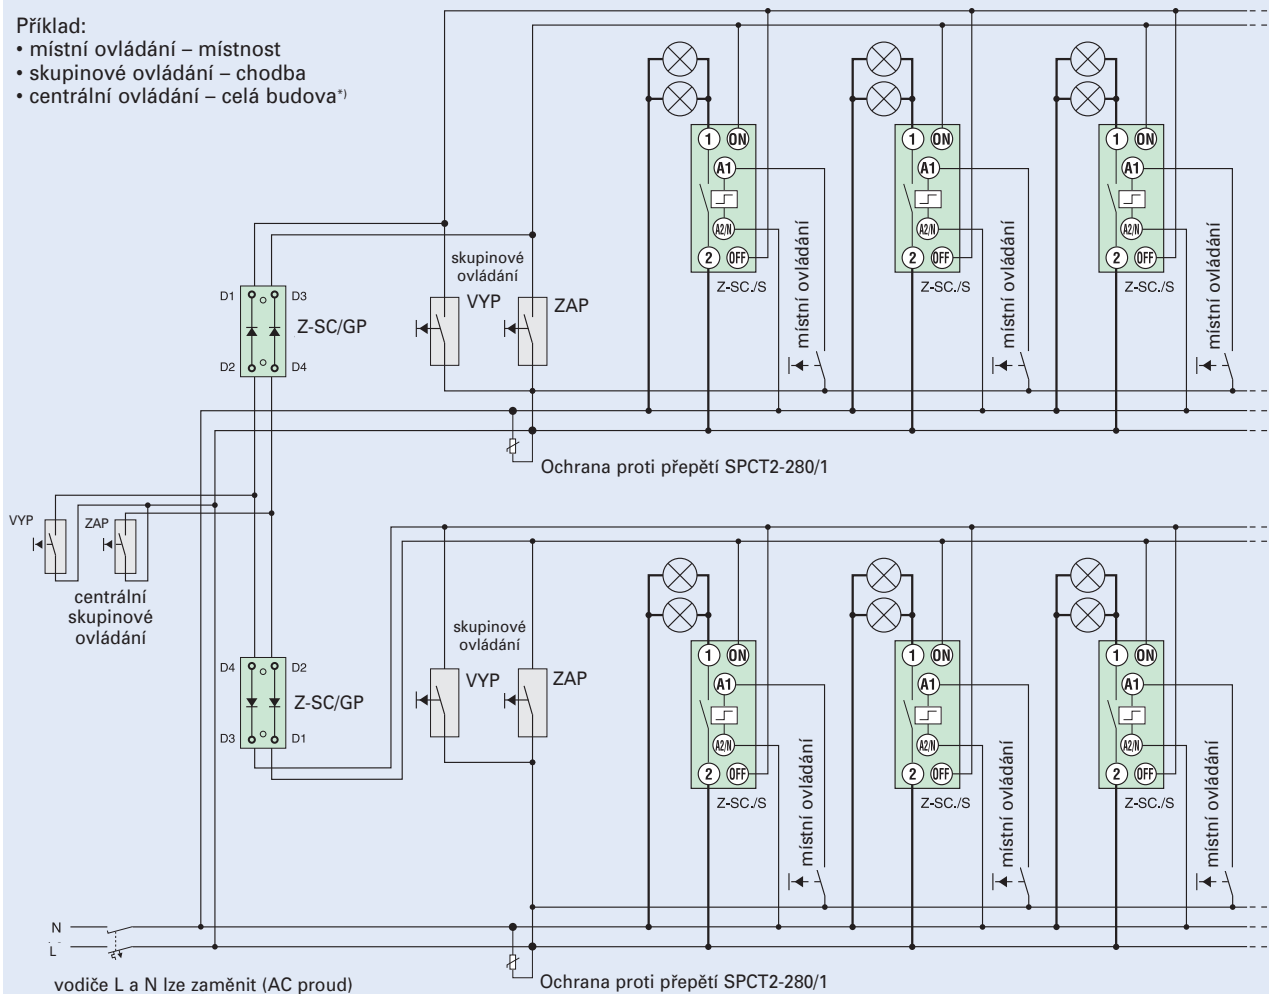 Příklad:
• místní ovládání – místnost
• skupinové ovládání – chodba
• centrální ovládání – celá budova*)
1 ON
A1
A2/N
2 OFF
Z-SC./S
místní ovládání
1 ON
A1
A2/N
2 OFF
Z-SC./S
místní ovládání
1 ON
A1
A2/N
2 OFF
Z-SC./S
místní ovládání
skupinové
ovládání
VYP
ZAP
D1 D3
Z-SC/GP
D2 D4
Ochrana proti přepětí SPCT2-280/1
VYP
ZAP
centrální
skupinové
ovládání
D4 D2
Z-SC/GP
D3 D1
skupinové
ovládání
VYP
ZAP
1 ON
A1
A2/N
2 OFF
Z-SC./S
místní ovládání
1 ON
A1
A2/N
2 OFF
Z-SC./S
místní ovládání
1 ON
A1
A2/N
2 OFF
Z-SC./S
místní ovládání
N
L
vodiče L a N lze zaměnit (AC proud)
Ochrana proti přepětí SPCT2-280/1